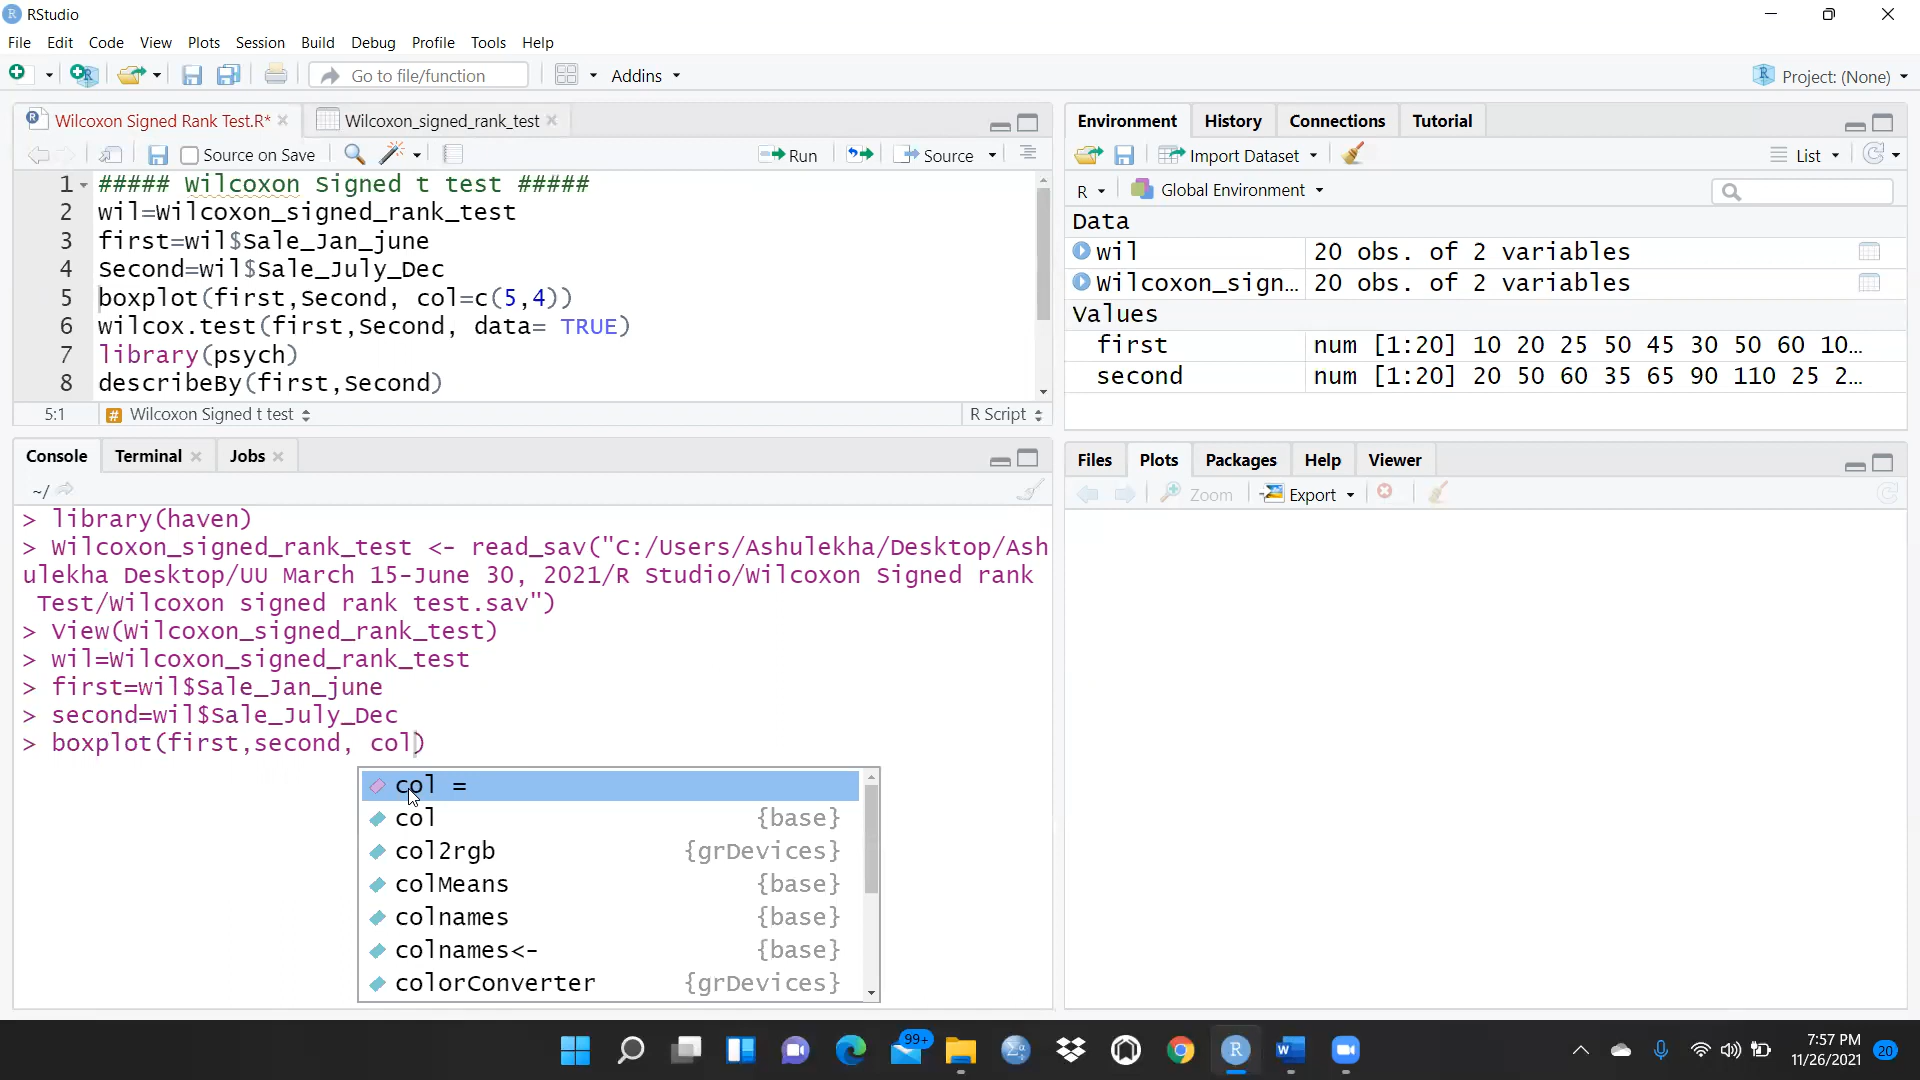 RStudio
File Edit Code View Plots Session Build Debug Profile Tools Help
Go to file/function Addins Project: (None)
Wilcoxon Signed Rank Test.R* Wilcoxon_signed_rank_test
Source on Save Run Source
1 ##### Wilcoxon Signed t test #####
2 wil=Wilcoxon_signed_rank_test
3 first=wil$Sale_Jan_june
4 Second=wil$Sale_July_Dec
5 boxplot(first,Second, col=c(5,4))
6 wilcox.test(first,Second, data= TRUE)
7 library(psych)
8 describeBy(first,Second)
5:1 Wilcoxon Signed t test R Script
Console Terminal Jobs
~/
> library(haven)
> Wilcoxon_signed_rank_test <- read_sav("C:/Users/Ashulekha/Desktop/Ash
ulekha Desktop/UU March 15-June 30, 2021/R Studio/Wilcoxon Signed rank
Test/Wilcoxon signed rank test.sav")
> View(Wilcoxon_signed_rank_test)
> wil=Wilcoxon_signed_rank_test
> first=wil$Sale_Jan_june
> second=wil$Sale_July_Dec
> boxplot(first,second, col)
col =
col {base}
col2rgb {grDevices}
colMeans {base}
colnames {base}
colnames<- {base}
colorConverter {grDevices}
Environment History Connections Tutorial
Import Dataset List
R Global Environment
Data
wil 20 obs. of 2 variables
Wilcoxon_sign... 20 obs. of 2 variables
Values
first num [1:20] 10 20 25 50 45 30 50 60 10...
second num [1:20] 20 50 60 35 65 90 110 25 2...
Files Plots Packages Help Viewer
Zoom Export
99+
7:57 PM
11/26/2021 20